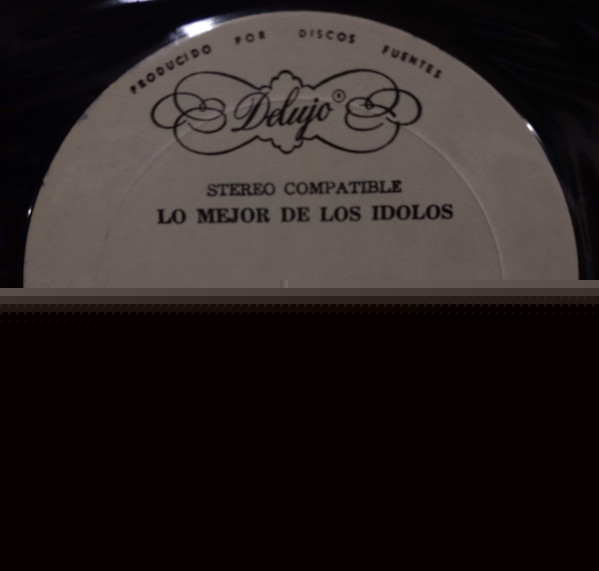 PRODUCIDO POR DISCOS FUENTES
Delujo®
STEREO COMPATIBLE
LO MEJOR DE LOS IDOLOS